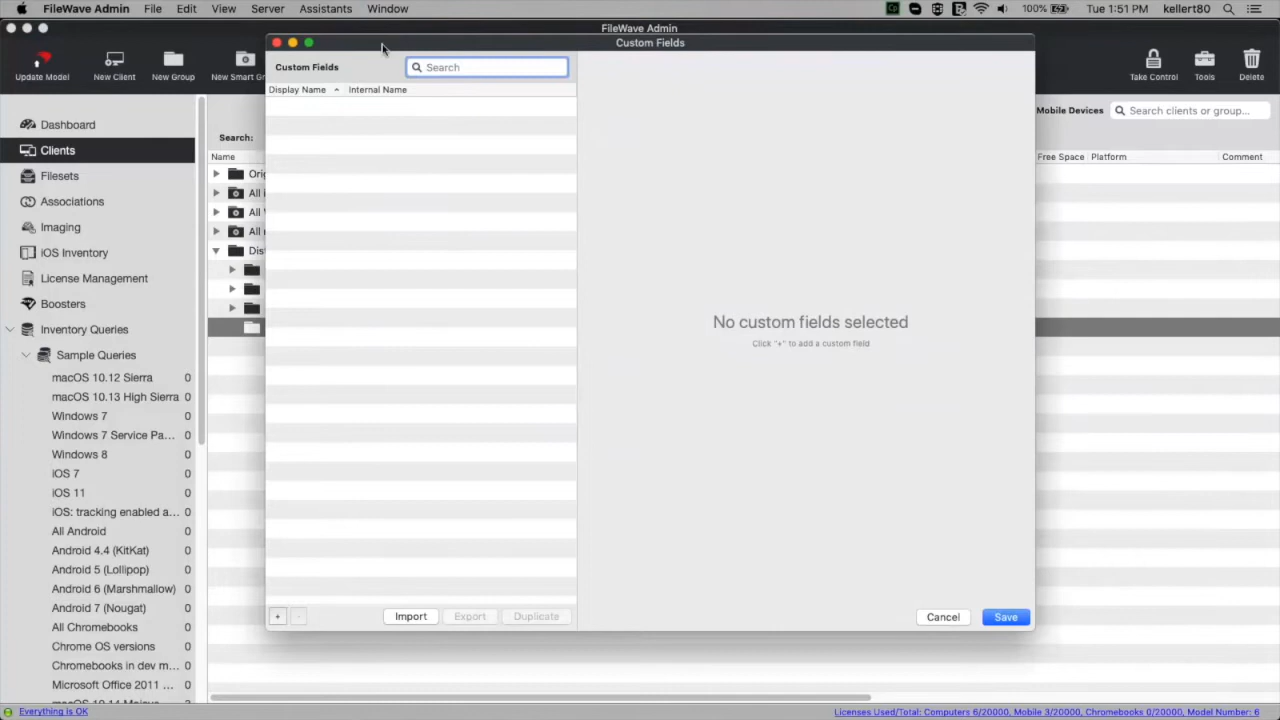 FileWave Admin File Edit View Server Assistants Window 100% Tue 1:51 PM kellert80
FileWave Admin
Custom Fields
Update Model New Client New Group New Smart Gr Take Control Tools Delete
Custom Fields Search
Display Name Internal Name
Mobile Devices Search clients or group...
Search:
Name Free Space Platform Comment
Dashboard
Clients
Filesets
Associations
Imaging
iOS Inventory
License Management
Boosters
Inventory Queries
Sample Queries
macOS 10.12 Sierra 0
macOS 10.13 High Sierra 0
Windows 7 0
Windows 7 Service Pa... 0
Windows 8 0
iOS 7 0
iOS 11 0
iOS: tracking enabled a... 0
All Android 0
Android 4.4 (KitKat) 0
Android 5 (Lollipop) 0
Android 6 (Marshmallow) 0
Android 7 (Nougat) 0
All Chromebooks 0
Chrome OS versions 0
Chromebooks in dev m... 0
Microsoft Office 2011 ... 0
Orig
All i
All
All
Dis
No custom fields selected
Click "+" to add a custom field
+ - Import Export Duplicate Cancel Save
Everything is OK
Licenses Used/Total: Computers 6/20000, Mobile 3/20000, Chromebooks 0/20000, Model Number: 6